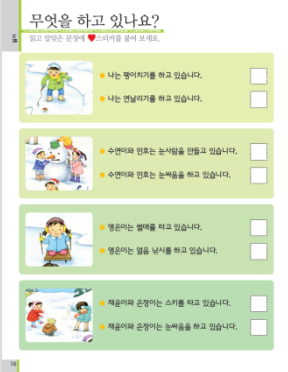 무엇을 하고 있나요?
읽고 알맞은 문장에 ♥스티커를 붙여 보세요.
나는 팽이치기를 하고 있습니다.
나는 연날리기를 하고 있습니다.
수연이와 민호는 눈사람을 만들고 있습니다.
수연이와 민호는 눈싸움을 하고 있습니다.
영은이는 썰매를 타고 있습니다.
영은이는 얼음 낚시를 하고 있습니다.
재윤이와 은정이는 스키를 타고 있습니다.
재윤이와 은정이는 눈싸움을 하고 있습니다.